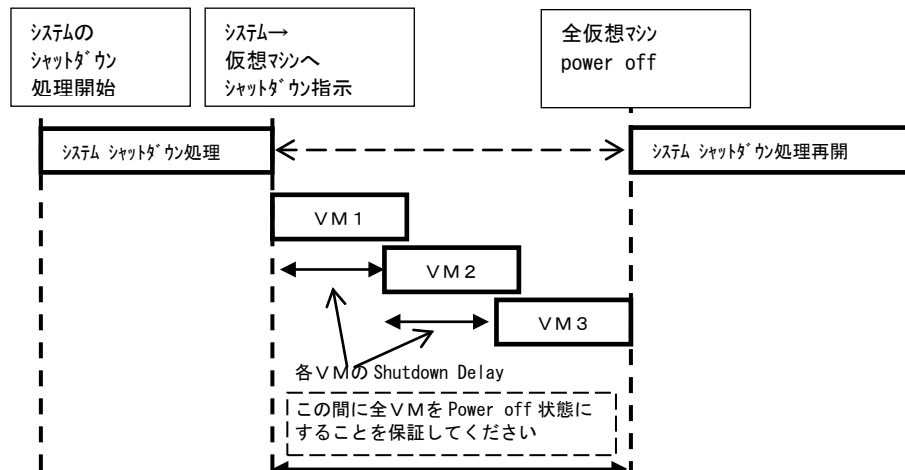 ｼｽﾃﾑの
ｼｬｯﾄﾀﾞｳﾝ
処理開始
ｼｽﾃﾑ→
仮想ﾏｼﾝへ
ｼｬｯﾄﾀﾞｳﾝ指示
全仮想ﾏｼﾝ
power off
ｼｽﾃﾑ ｼｬｯﾄﾀﾞｳﾝ処理
ｼｽﾃﾑ ｼｬｯﾄﾀﾞｳﾝ処理再開
ＶＭ１
ＶＭ２
ＶＭ３
各ＶＭの Shutdown Delay
この間に全ＶＭを Power off 状態に
することを保証してください